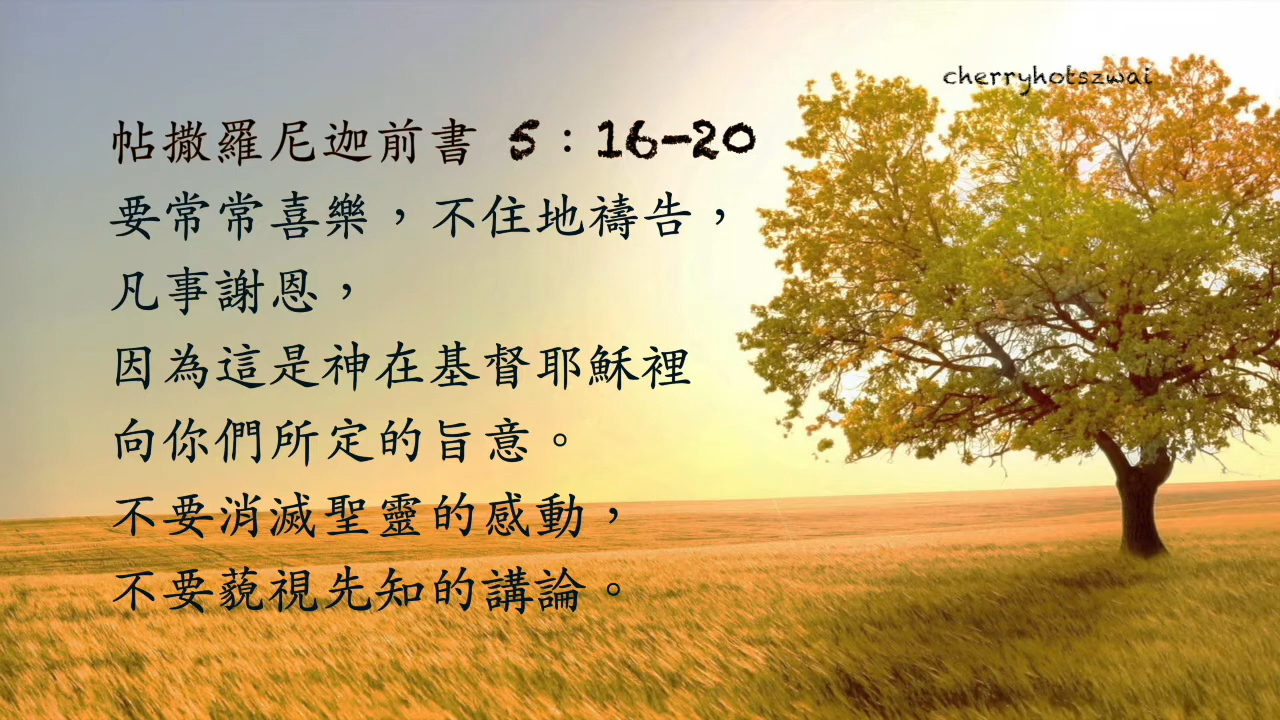 cherryhotszwai
帖撒羅尼迦前書 5：16-20
要常常喜樂，不住地禱告，
凡事謝恩，
因為這是神在基督耶穌裡
向你們所定的旨意。
不要消滅聖靈的感動，
不要藐視先知的講論。